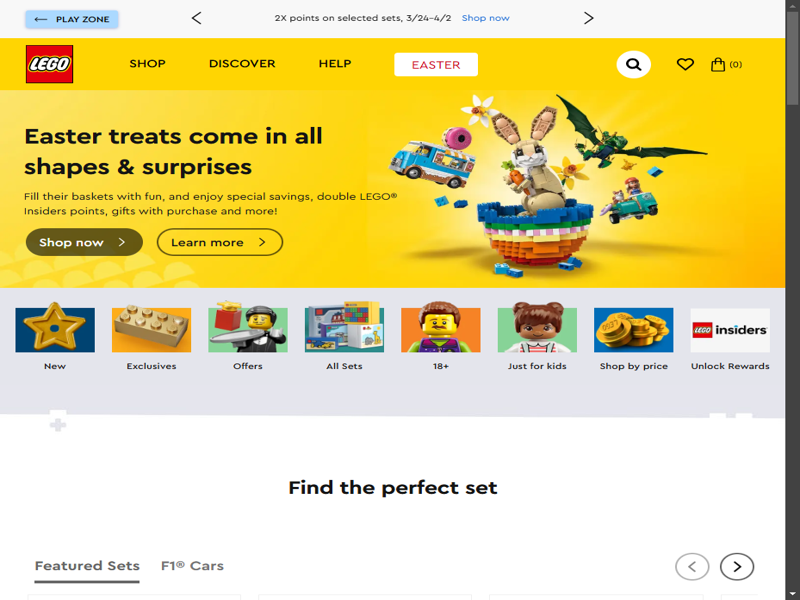 PLAY ZONE
2X points on selected sets, 3/24-4/2 Shop now
LEGO
SHOP
DISCOVER
HELP
EASTER
(0)
Easter treats come in all
shapes & surprises
Fill their baskets with fun, and enjoy special savings, double LEGO®
Insiders points, gifts with purchase and more!
Shop now
Learn more
LEGO insiders
New
Exclusives
Offers
All Sets
18+
Just for kids
Shop by price
Unlock Rewards
Find the perfect set
Featured Sets
F1® Cars